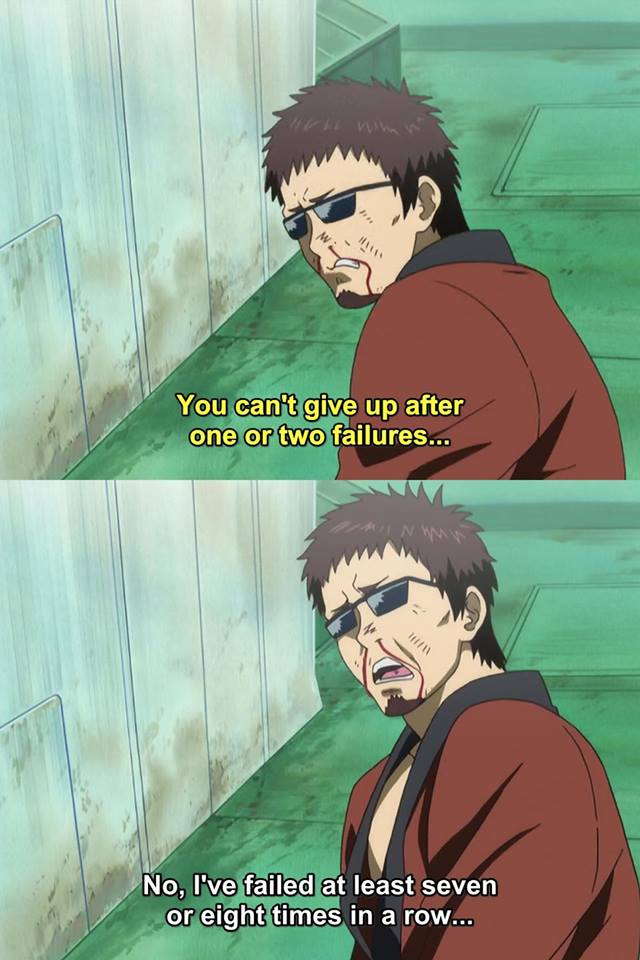 You can't give up after
one or two failures...
No, I've failed at least seven
or eight times in a row...